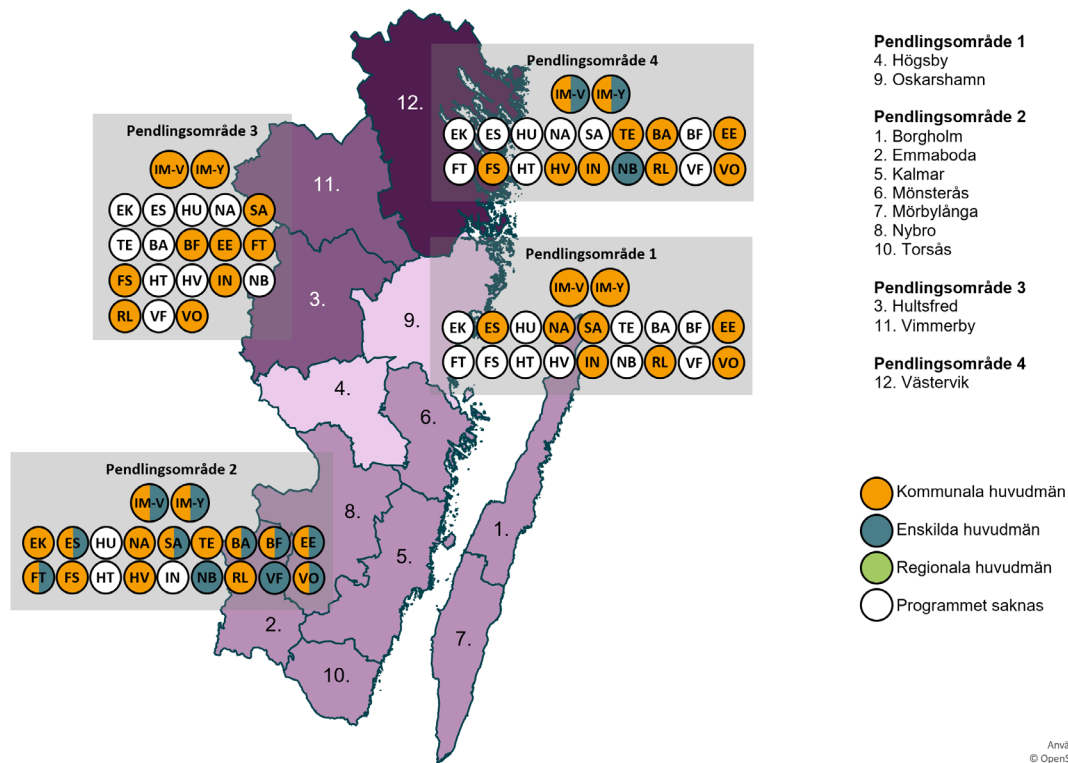 Pendlingsområde 1
4. Högsby
9. Oskarshamn
Pendlingsområde 2
1. Borgholm
2. Emmaboda
5. Kalmar
6. Mönsterås
7. Mörbylånga
8. Nybro
10. Torsås
Pendlingsområde 3
3. Hultsfred
11. Vimmerby
Pendlingsområde 4
12. Västervik
Pendlingsområde 4
IM-V IM-Y
EK ES HU NA SA TE BA BF EE
FT FS HT HV IN NB RL VF VO
12.
Pendlingsområde 3
IM-V IM-Y
EK ES HU NA SA
TE BA BF EE FT
FS HT HV IN NB
RL VF VO
11.
3.
Pendlingsområde 1
IM-V IM-Y
EK ES HU NA SA TE BA BF EE
FT FS HT HV IN NB RL VF VO
9.
4.
6.
Pendlingsområde 2
IM-V IM-Y
EK ES HU NA SA TE BA BF EE
FT FS HT HV IN NB RL VF VO
8.
5.
1.
2.
7.
10.
Kommunala huvudmän
Enskilda huvudmän
Regionala huvudmän
Programmet saknas
Anvä
© OpenS